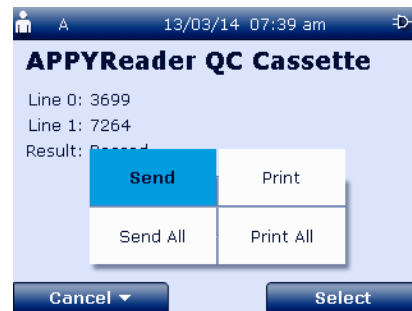 A 13/03/14 07:39 am
APPYReader QC Cassette
Line 0: 3699
Line 1: 7264
Result: Passed
Send Print
Send All Print All
Cancel Select